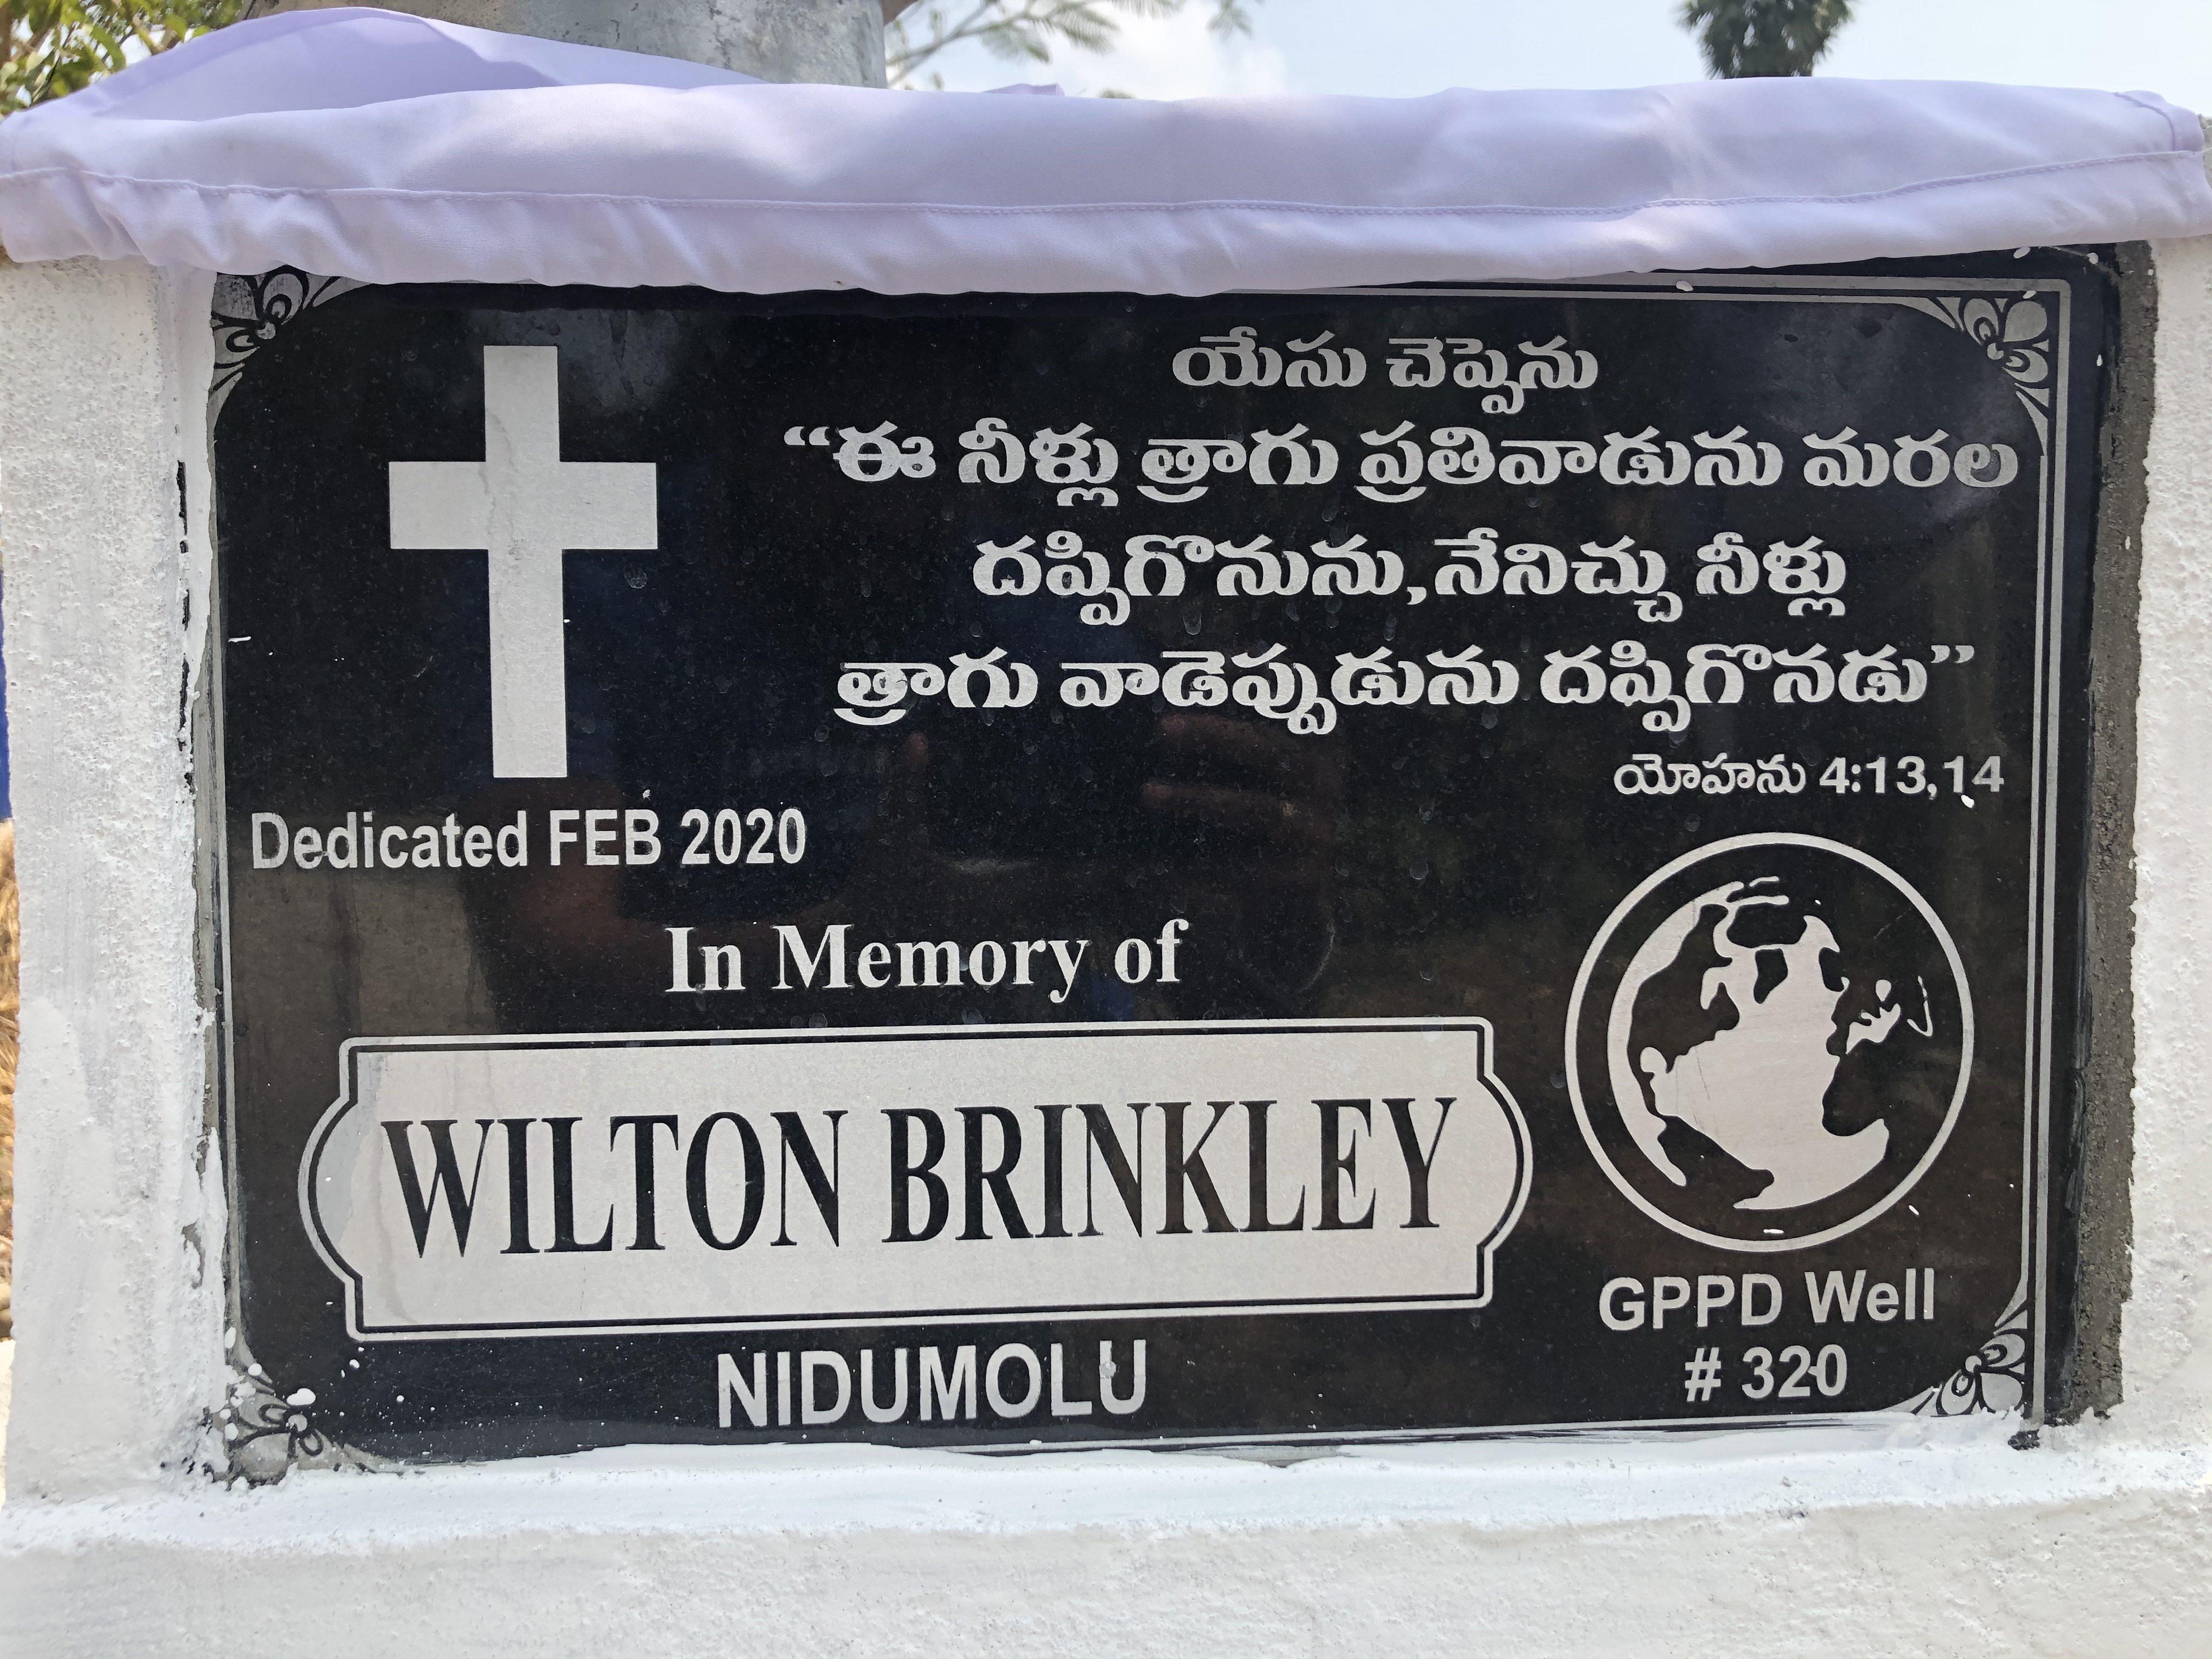 యేసు చెప్పెను
“ఈ నీళ్లు త్రాగు ప్రతివాడును మరల
దప్పిగొనును,నేనిచ్చు నీళ్లు
త్రాగు వాడెప్పుడును దప్పిగొనడు”
యోహను 4:13,14
Dedicated FEB 2020
In Memory of
WILTON BRINKLEY
NIDUMOLU
GPPD Well
# 320